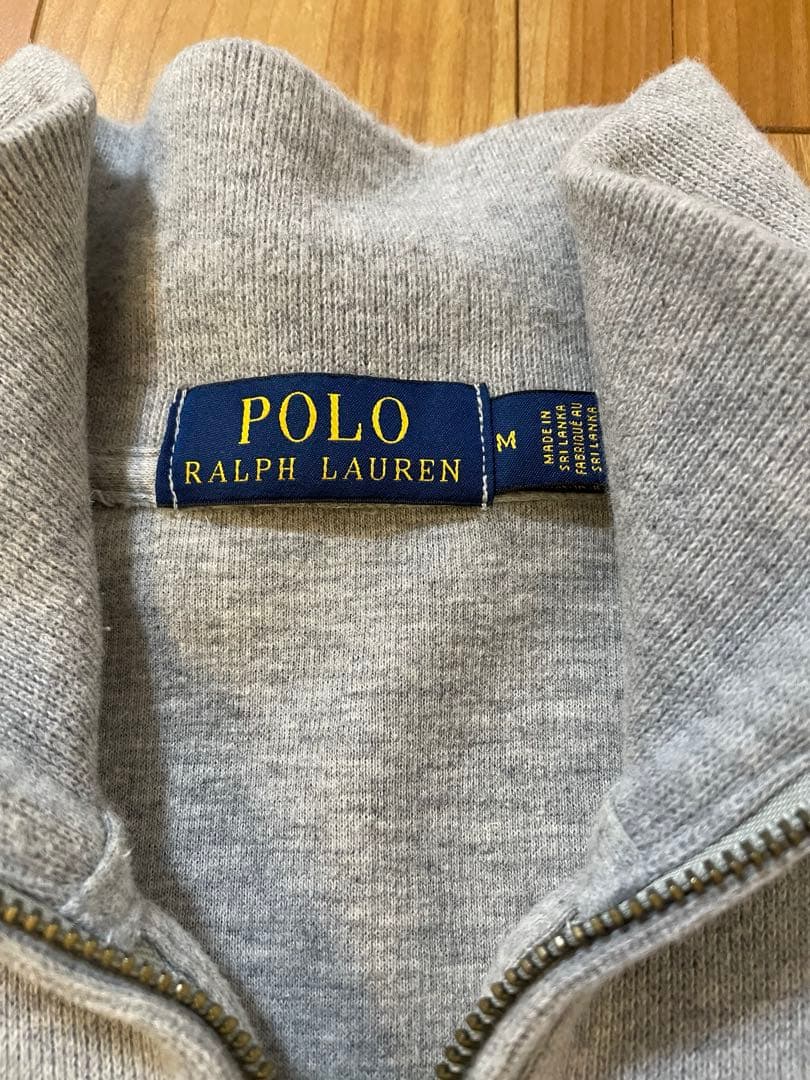 POLO
RALPH LAUREN
M
MADE IN
SRI LANKA
FABRIQUÉ AU
SRI LANKA